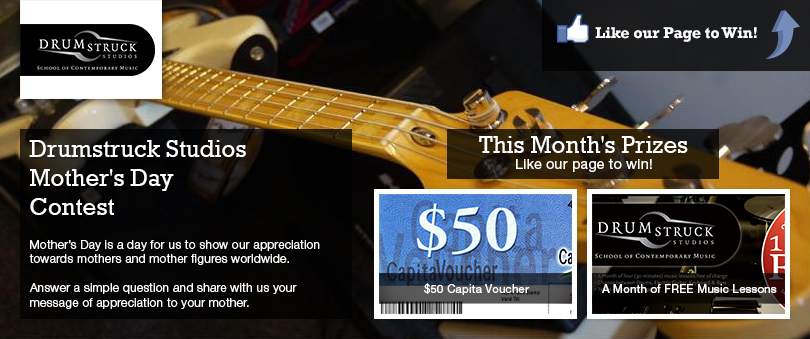 DRUMSTRUCK
STUDIOS
SCHOOL OF CONTEMPORARY MUSIC
Like our Page to Win!
Drumstruck Studios
Mother's Day
Contest
Mother's Day is a day for us to show our appreciation
towards mothers and mother figures worldwide.
Answer a simple question and share with us your
message of appreciation to your mother.
This Month's Prizes
Like our page to win!
$50
Capita
Voucher
CapitaVoucher
$50 Capita Voucher
DRUMSTRUCK
STUDIOS
SCHOOL OF CONTEMPORARY MUSIC
A Month of FREE Music Lessons